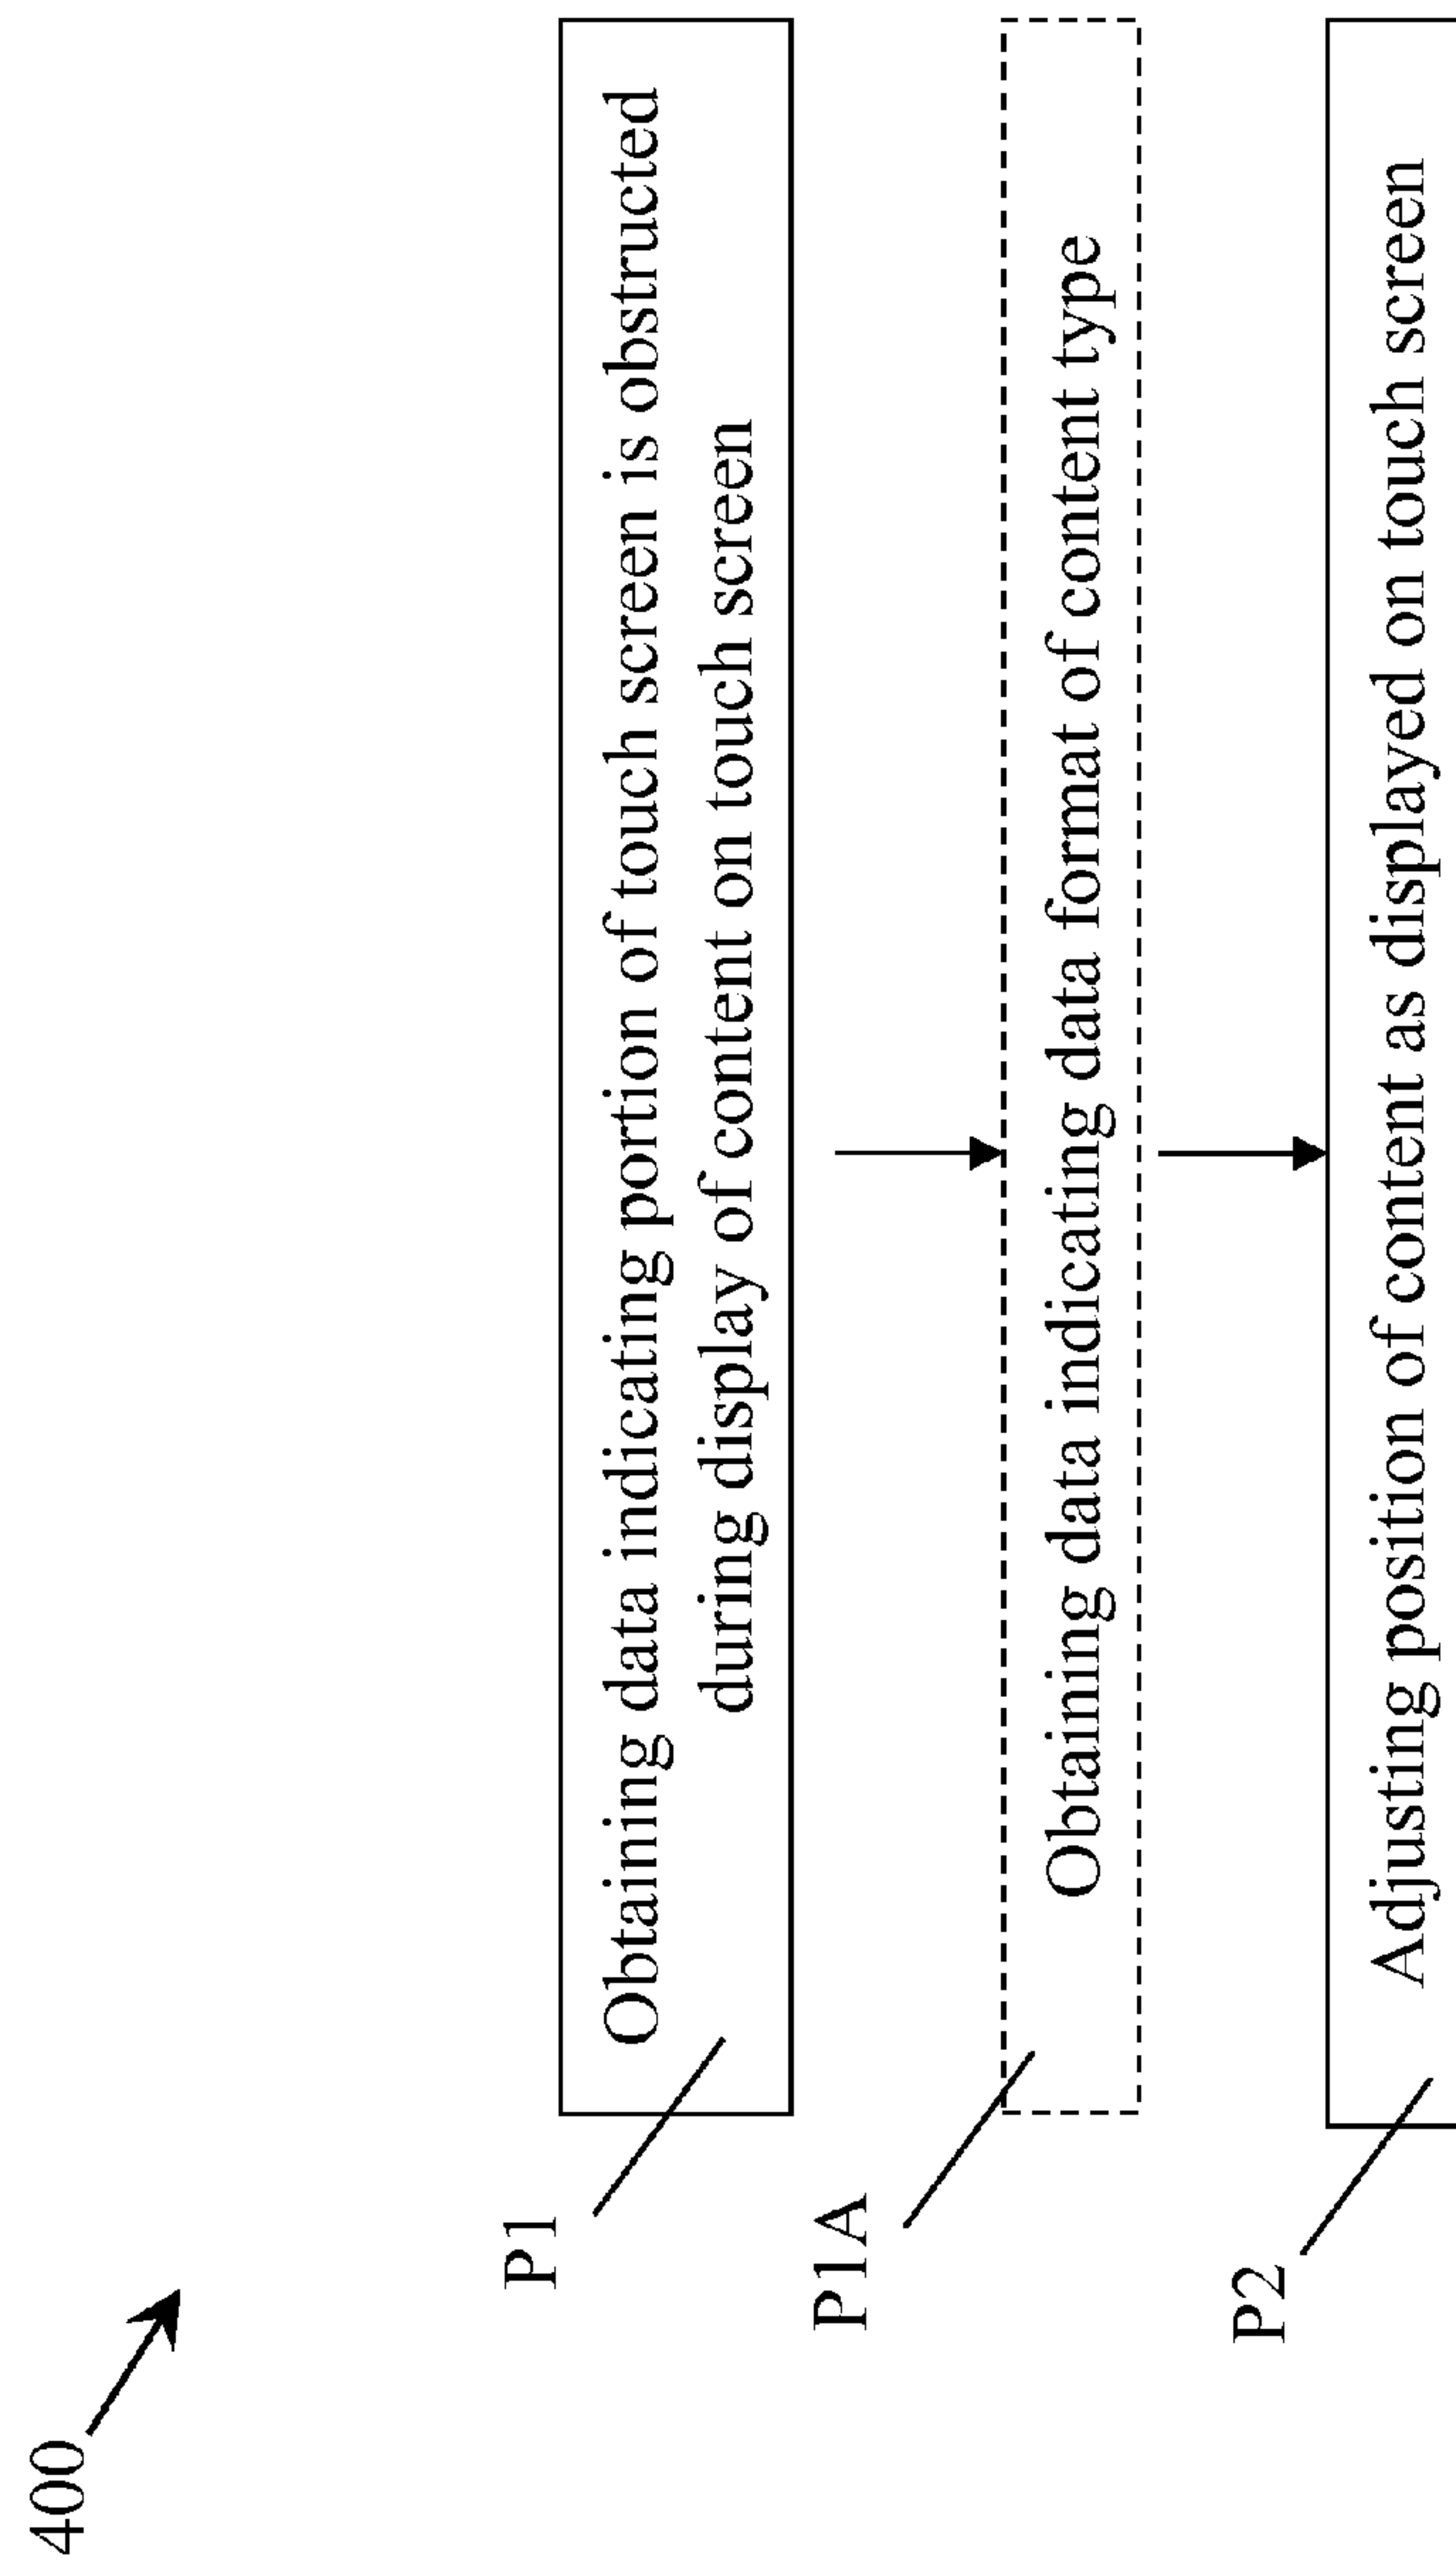 400
P1
Obtaining data indicating portion of touch screen is obstructed
during display of content on touch screen
P1A
Obtaining data indicating data format of content type
P2
Adjusting position of content as displayed on touch screen